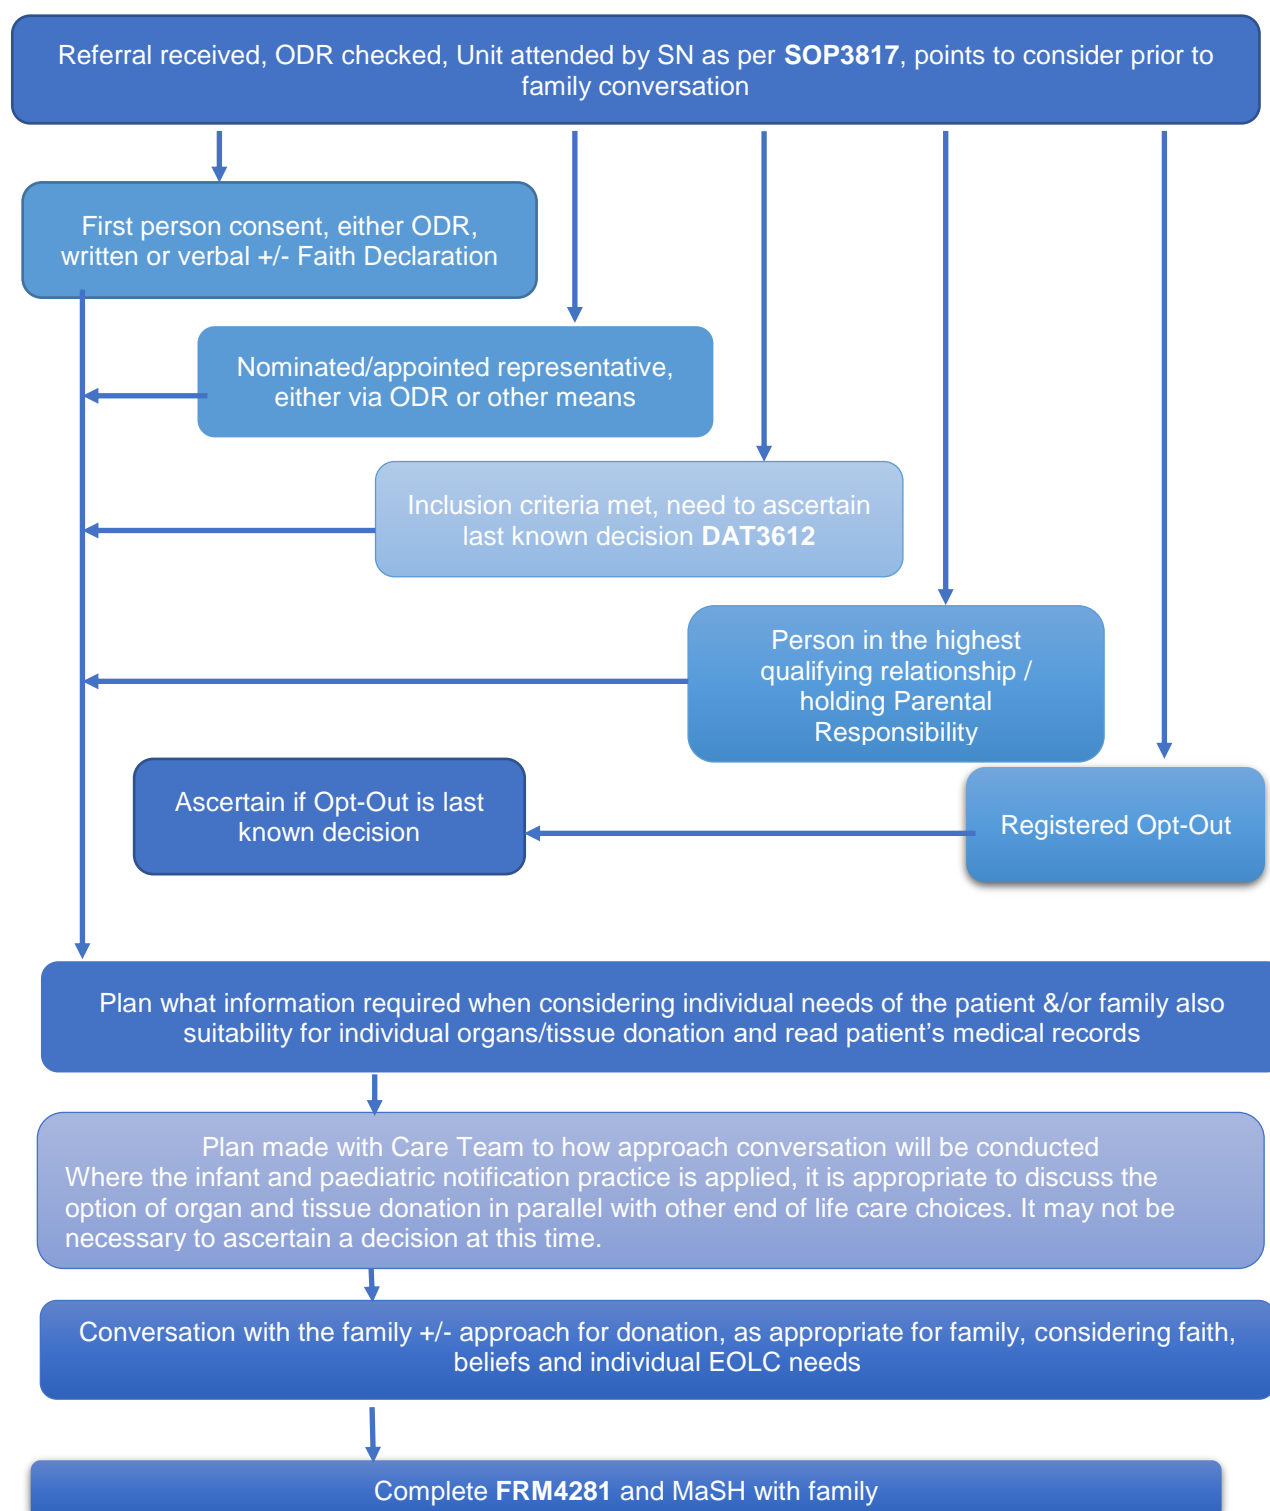 Referral received, ODR checked, Unit attended by SN as per SOP3817, points to consider prior to
family conversation
First person consent, either ODR,
written or verbal +/- Faith Declaration
Nominated/appointed representative,
either via ODR or other means
Inclusion criteria met, need to ascertain
last known decision DAT3612
Person in the highest
qualifying relationship /
holding Parental
Responsibility
Ascertain if Opt-Out is last
known decision
Registered Opt-Out
Plan what information required when considering individual needs of the patient &/or family also
suitability for individual organs/tissue donation and read patient’s medical records
Plan made with Care Team to how approach conversation will be conducted
Where the infant and paediatric notification practice is applied, it is appropriate to discuss the
option of organ and tissue donation in parallel with other end of life care choices. It may not be
necessary to ascertain a decision at this time.
Conversation with the family +/- approach for donation, as appropriate for family, considering faith,
beliefs and individual EOLC needs
Complete FRM4281 and MaSH with family